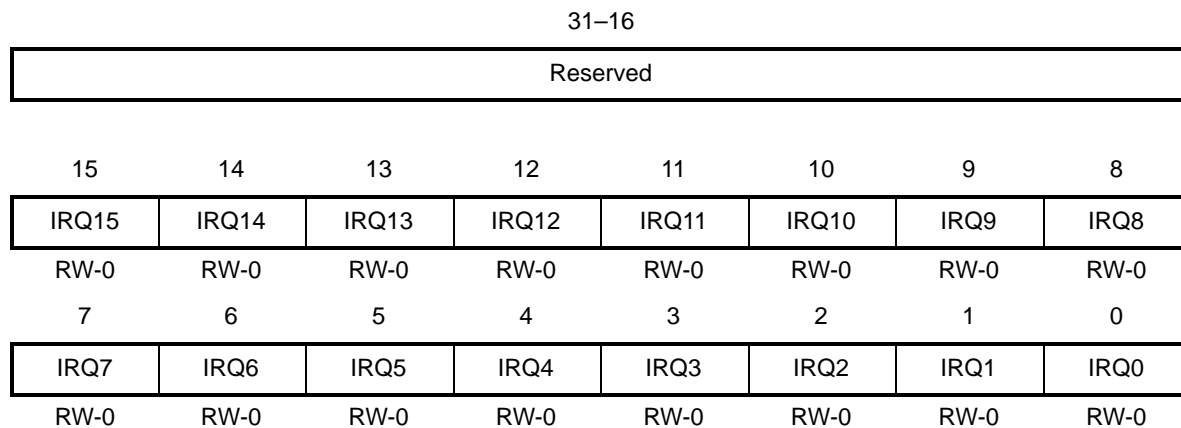 31–16
Reserved
15 14 13 12 11 10 9 8
IRQ15 IRQ14 IRQ13 IRQ12 IRQ11 IRQ10 IRQ9 IRQ8
RW-0 RW-0 RW-0 RW-0 RW-0 RW-0 RW-0 RW-0
7 6 5 4 3 2 1 0
IRQ7 IRQ6 IRQ5 IRQ4 IRQ3 IRQ2 IRQ1 IRQ0
RW-0 RW-0 RW-0 RW-0 RW-0 RW-0 RW-0 RW-0